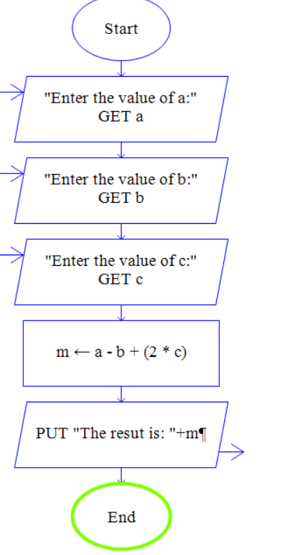 Start
"Enter the value of a:"
GET a
"Enter the value of b:"
GET b
"Enter the value of c:"
GET c
m ← a - b + (2 * c)
PUT "The resut is: "+m¶
End